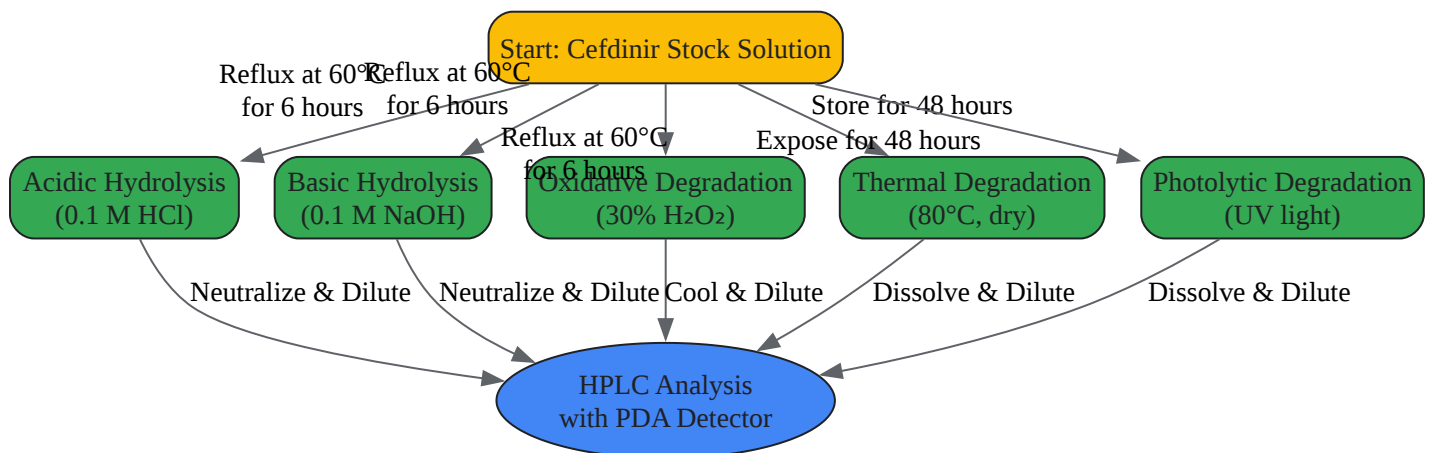 Start: Cefdinir Stock Solution
Reflux at 60°C
for 6 hours
Reflux at 60°C
for 6 hours
Reflux at 60°C
for 6 hours
Expose for 48 hours
Store for 48 hours
Acidic Hydrolysis
(0.1 M HCl)
Basic Hydrolysis
(0.1 M NaOH)
Oxidative Degradation
(30% H₂O₂)
Thermal Degradation
(80°C, dry)
Photolytic Degradation
(UV light)
Neutralize & Dilute
Neutralize & Dilute
Cool & Dilute
Dissolve & Dilute
Dissolve & Dilute
HPLC Analysis
with PDA Detector